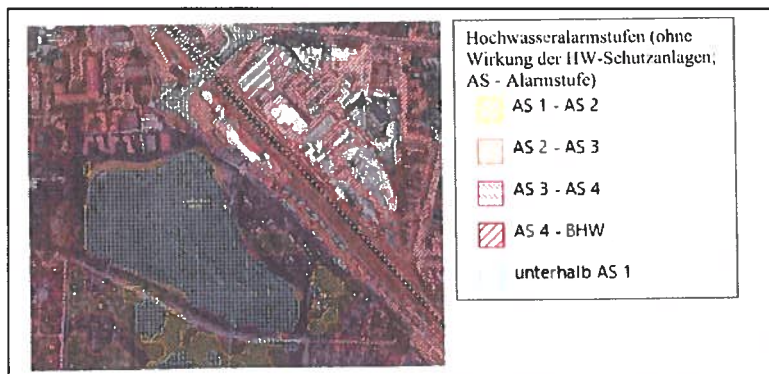 Hochwasseralarmstufen (ohne
Wirkung der HW-Schutzanlagen;
AS - Alarmstufe)
AS 1 - AS 2
AS 2 - AS 3
AS 3 - AS 4
AS 4 - BHW
unterhalb AS 1